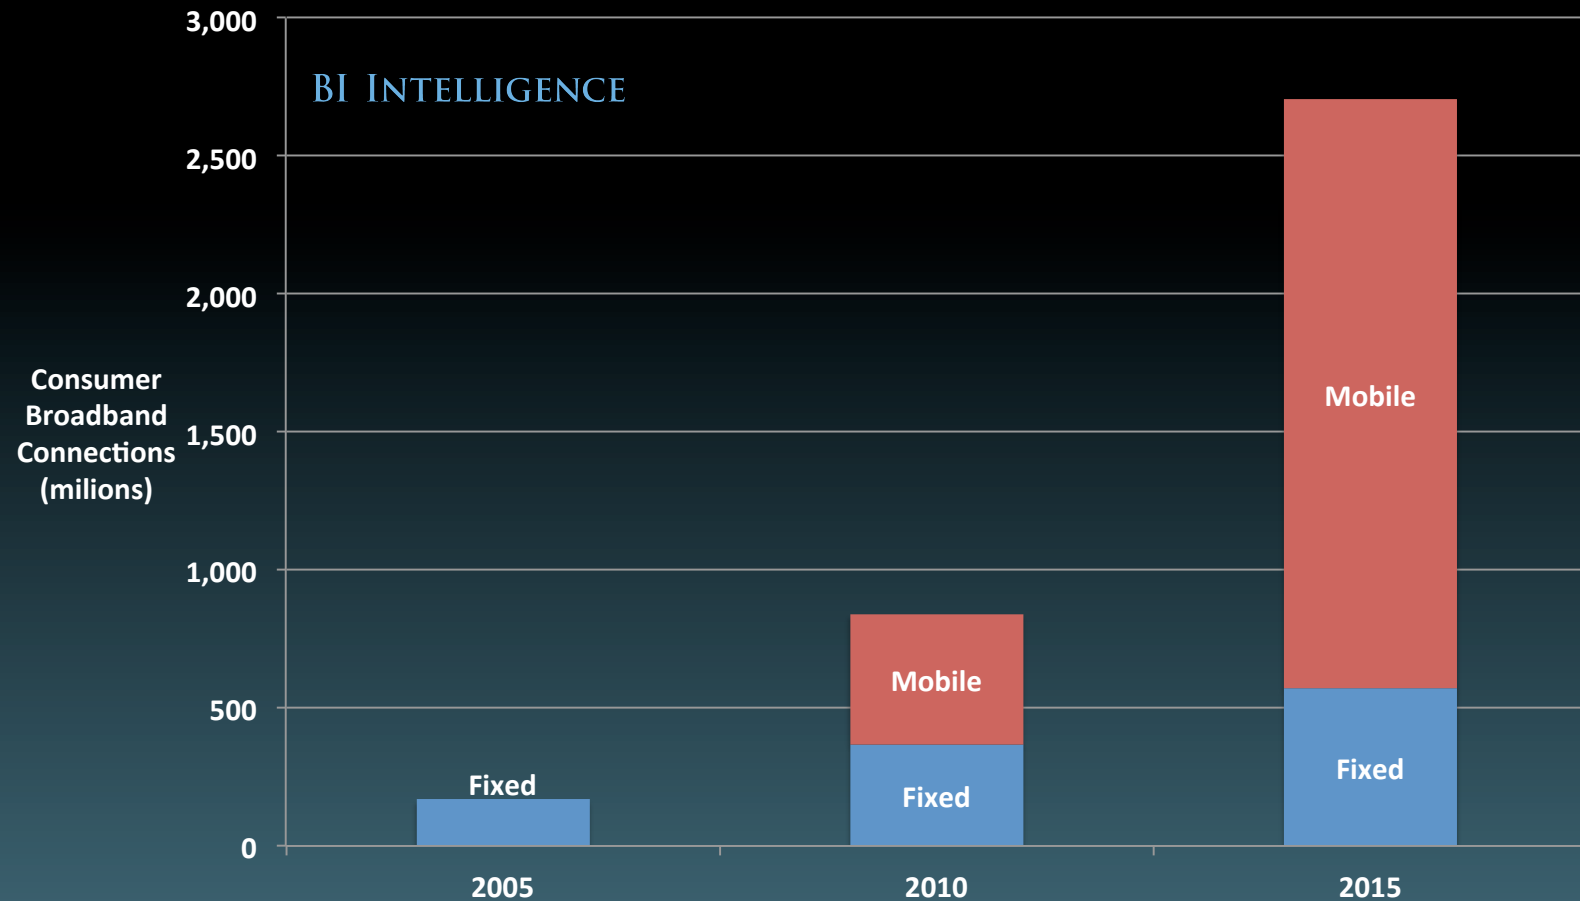 3,000
BI INTELLIGENCE
2,500
2,000
Consumer
Broadband
Connections
(milions)
1,500
Mobile
1,000
Mobile
500
Fixed
Fixed
Fixed
0
2005
2010
2015